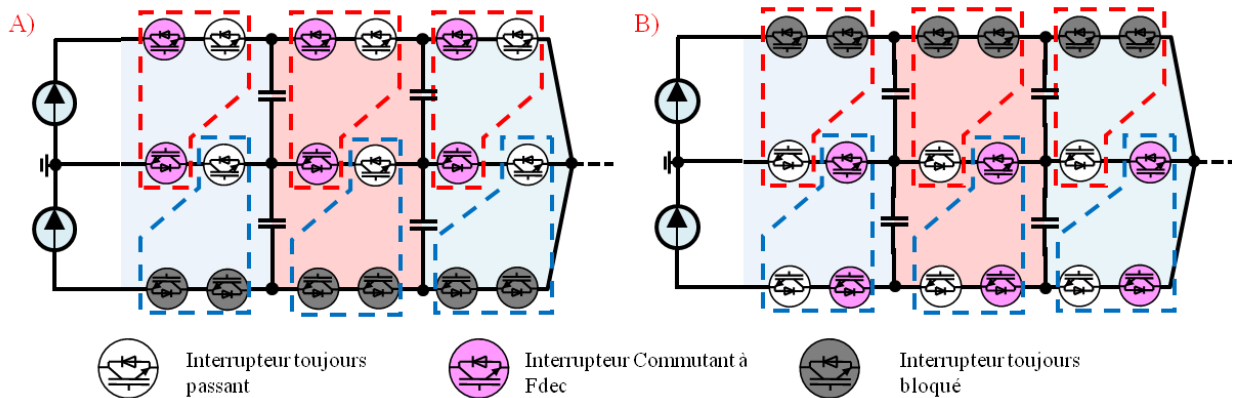 A)
B)
Interrupteur toujours
passant
Interrupteur Commutant à
Fdec
Interrupteur toujours
bloqué